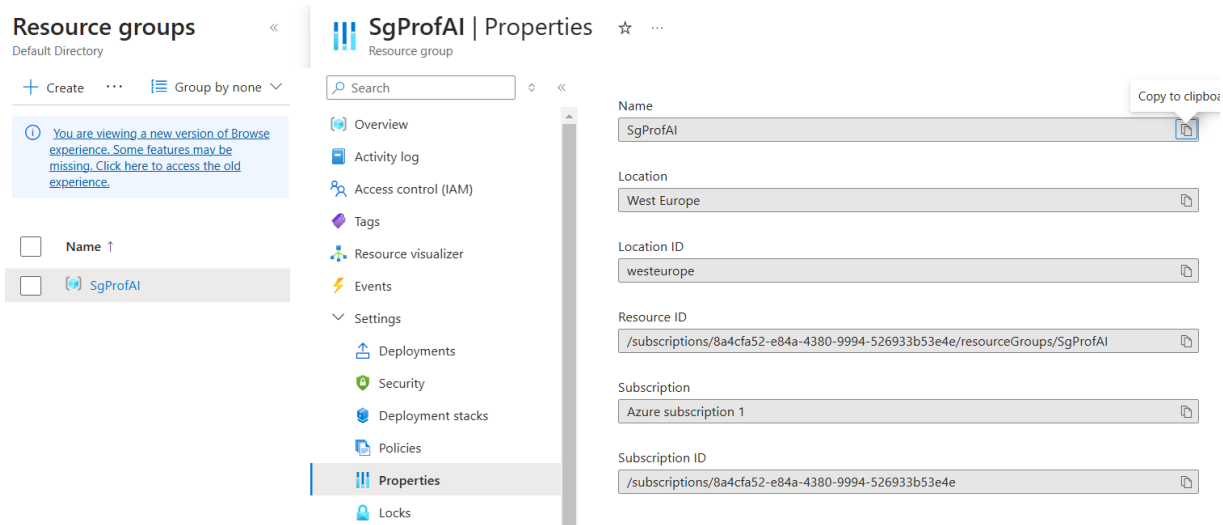 Resource groups
Default Directory
Create
Group by none
You are viewing a new version of Browse
experience. Some features may be
missing. Click here to access the old
experience.
Name ↑
SgProfAI
SgProfAI | Properties
Resource group
Search
Overview
Activity log
Access control (IAM)
Tags
Resource visualizer
Events
Settings
Deployments
Security
Deployment stacks
Policies
Properties
Locks
Copy to clipboa
Name
SgProfAI
Location
West Europe
Location ID
westeurope
Resource ID
/subscriptions/8a4cfa52-e84a-4380-9994-526933b53e4e/resourceGroups/SgProfAI
Subscription
Azure subscription 1
Subscription ID
/subscriptions/8a4cfa52-e84a-4380-9994-526933b53e4e